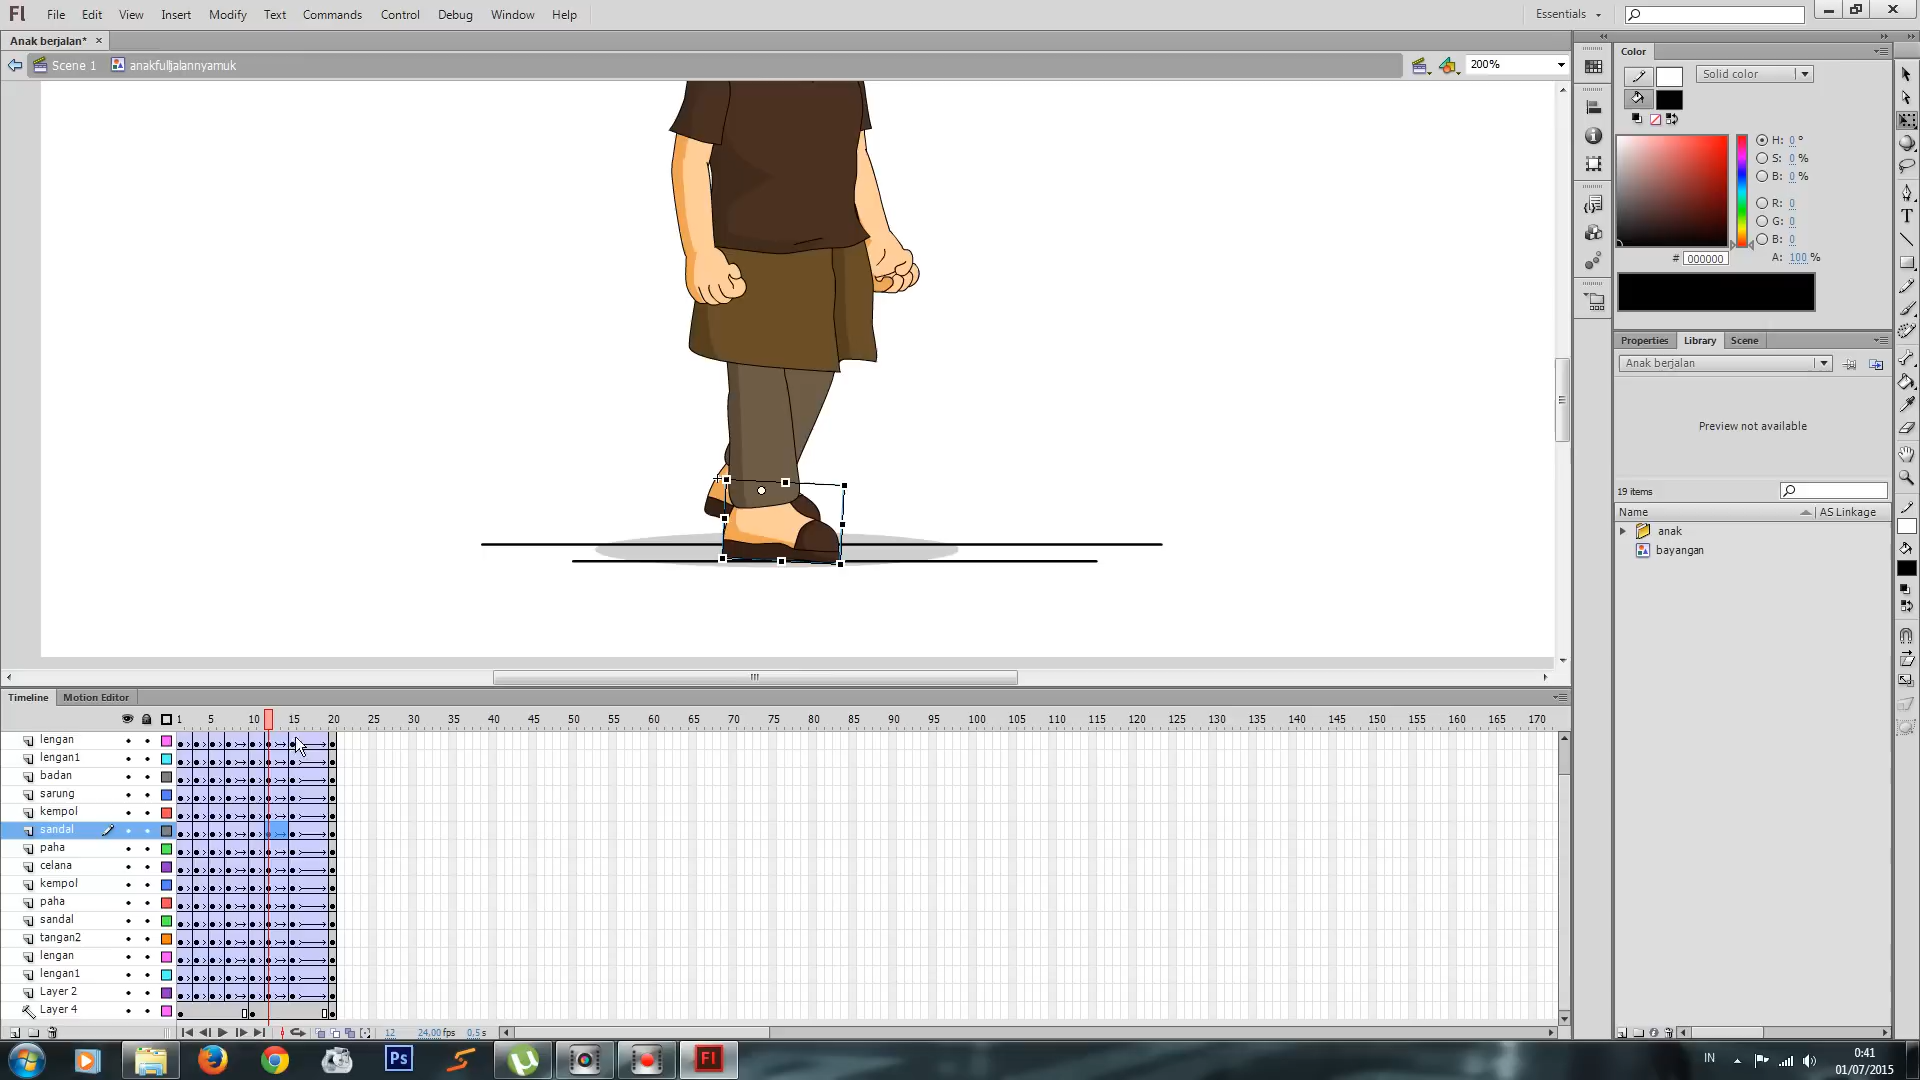 Fl File Edit View Insert Modify Text Commands Control Debug Window Help Essentials
Anak berjalan* ×
Scene 1 anakfulljalannyamuk 200%
Color
Solid color
H: 0 °
S: 0 %
B: 0 %
R: 0
G: 0
B: 0
# 000000 A: 100 %
Properties Library Scene
Anak berjalan
Preview not available
19 items
Name AS Linkage
anak
bayangan
Timeline Motion Editor
1 5 10 15 20 25 30 35 40 45 50 55 60 65 70 75 80 85 90 95 100 105 110 115 120 125 130 135 140 145 150 155 160 165 170
lengan
lengan1
badan
sarung
kempol
sandal
paha
celana
kempol
paha
sandal
tangan2
lengan
lengan1
Layer 2
Layer 4
12 24,00 fps 0,5 s
Ps Fl IN 0:41
01/07/2015